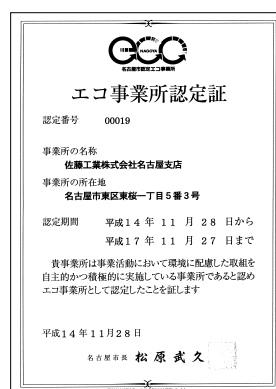 NAGOYA
名古屋市認定エコ事業所
エコ事業所認定証
認定番号　00019
事業所の名称
佐藤工業株式会社名古屋支店
事業所の所在地
名古屋市東区東桜一丁目５番３号
認定期間　平成１４年１１月２８日から
平成１７年１１月２７日まで
貴事業所は事業活動において環境に配慮した取組を
自主的かつ積極的に実施している事業所であると認め
エコ事業所として認定したことを証します
平成１４年１１月２８日
名古屋市長　松原武久